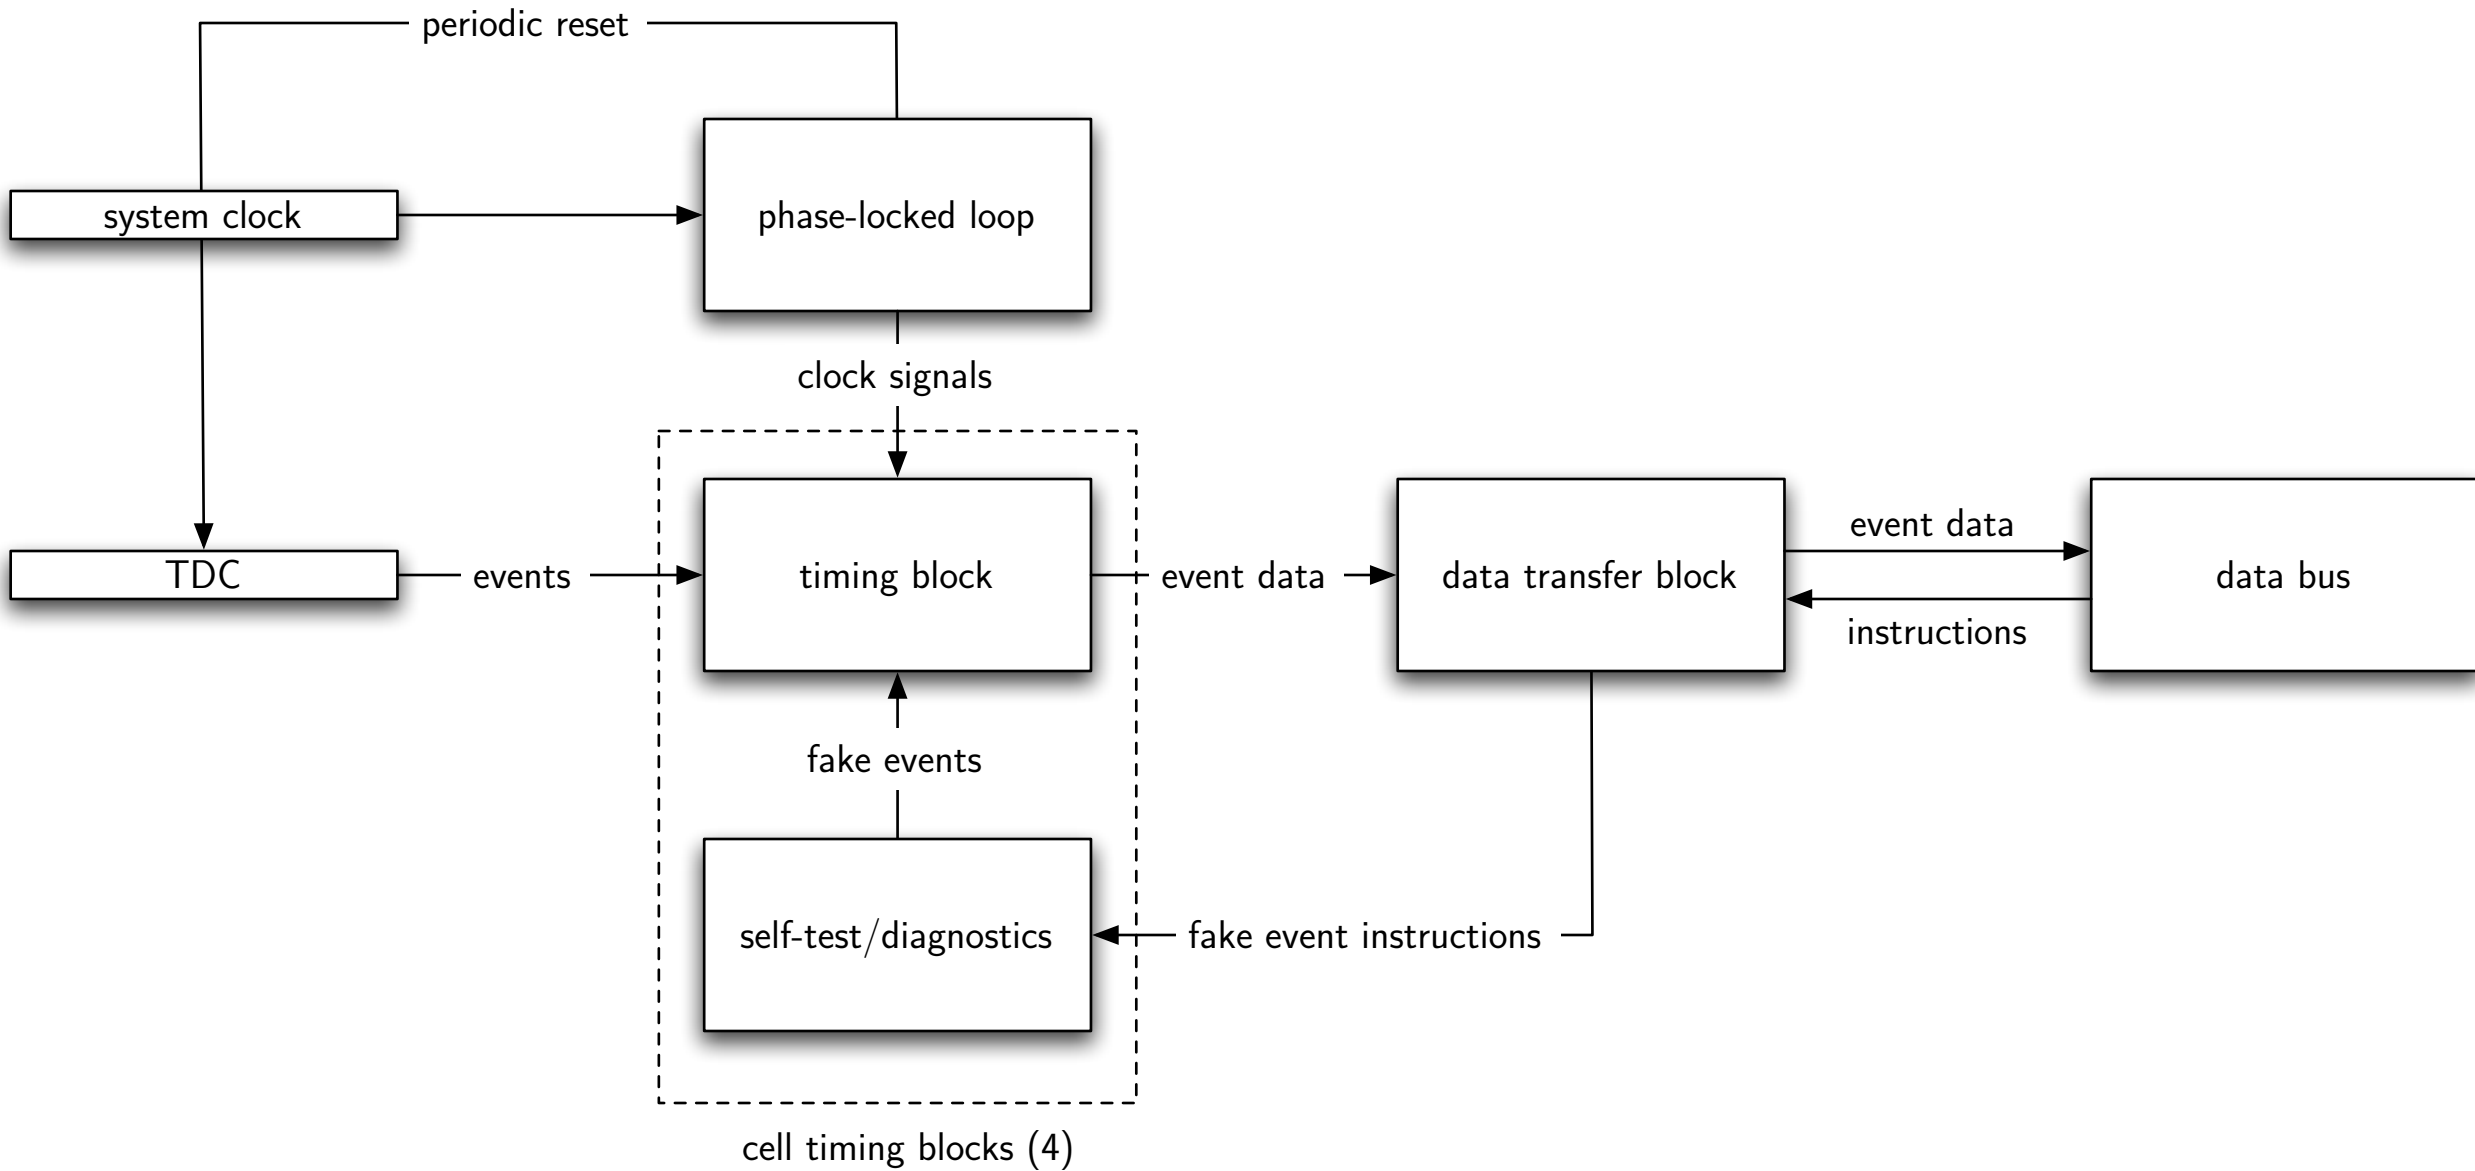 periodic reset
system clock
phase-locked loop
clock signals
TDC
events
timing block
event data
data transfer block
event data
instructions
data bus
fake events
self-test/diagnostics
fake event instructions
cell timing blocks (4)